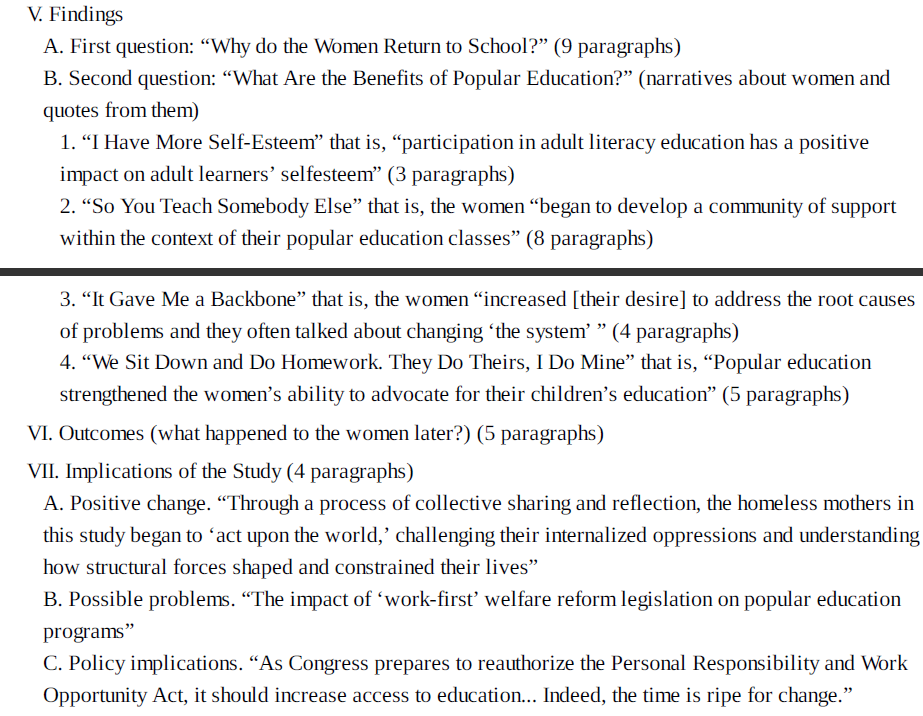 V. Findings
A. First question: “Why do the Women Return to School?” (9 paragraphs)
B. Second question: “What Are the Benefits of Popular Education?” (narratives about women and
quotes from them)
1. “I Have More Self-Esteem” that is, “participation in adult literacy education has a positive
impact on adult learners’ selfesteem” (3 paragraphs)
2. “So You Teach Somebody Else” that is, the women “began to develop a community of support
within the context of their popular education classes” (8 paragraphs)
3. “It Gave Me a Backbone” that is, the women “increased [their desire] to address the root causes
of problems and they often talked about changing ‘the system’ ” (4 paragraphs)
4. “We Sit Down and Do Homework. They Do Theirs, I Do Mine” that is, “Popular education
strengthened the women’s ability to advocate for their children’s education” (5 paragraphs)
VI. Outcomes (what happened to the women later?) (5 paragraphs)
VII. Implications of the Study (4 paragraphs)
A. Positive change. “Through a process of collective sharing and reflection, the homeless mothers in
this study began to ‘act upon the world,’ challenging their internalized oppressions and understanding
how structural forces shaped and constrained their lives”
B. Possible problems. “The impact of ‘work-first’ welfare reform legislation on popular education
programs”
C. Policy implications. “As Congress prepares to reauthorize the Personal Responsibility and Work
Opportunity Act, it should increase access to education... Indeed, the time is ripe for change.”